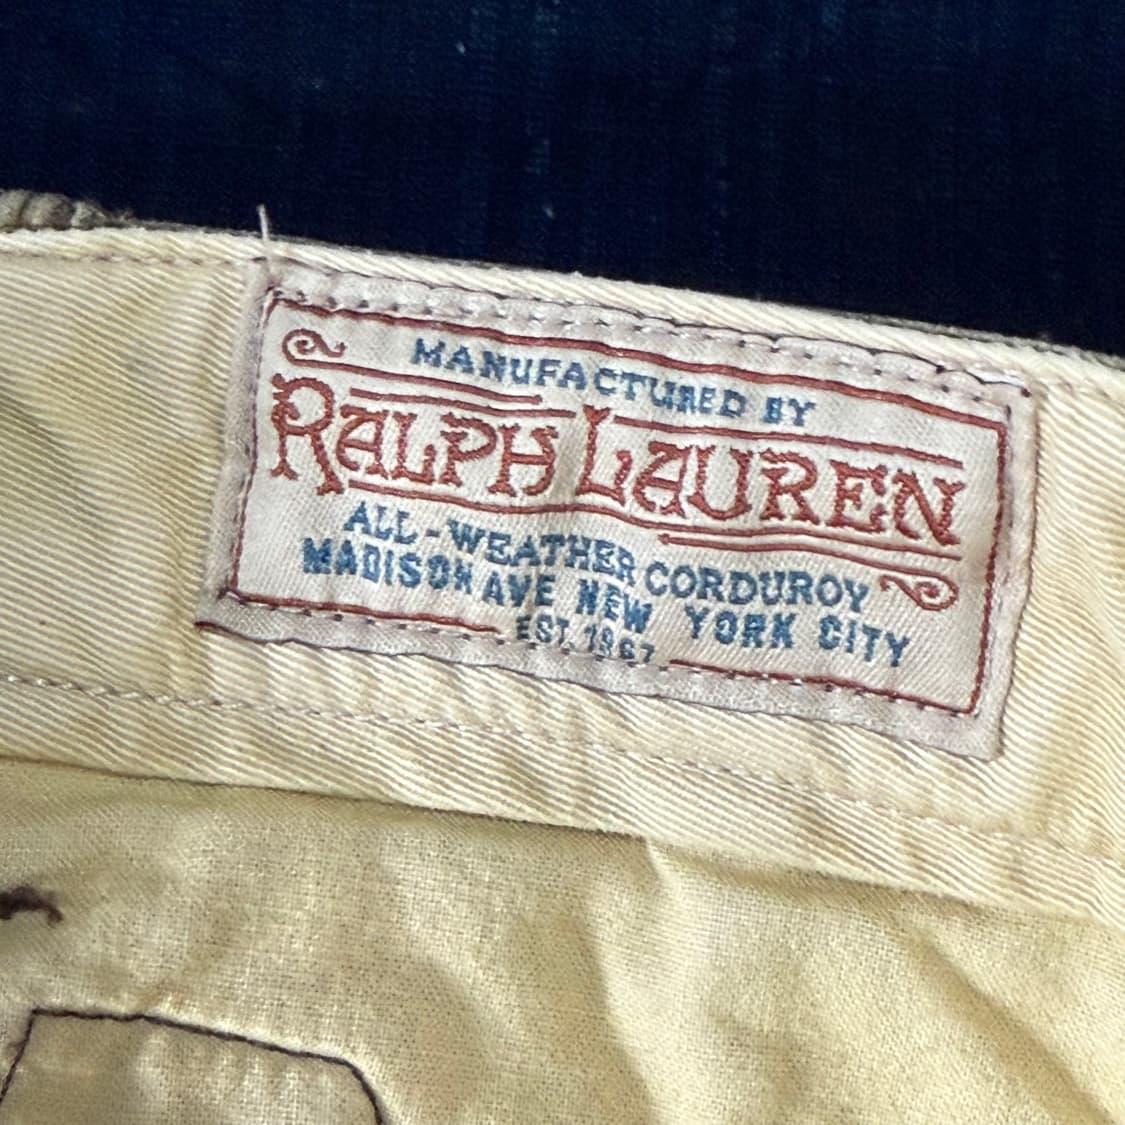 MANUFACTURED BY
RALPH LAUREN
ALL-WEATHER CORDUROY
MADISON AVE NEW YORK CITY
EST. 1967